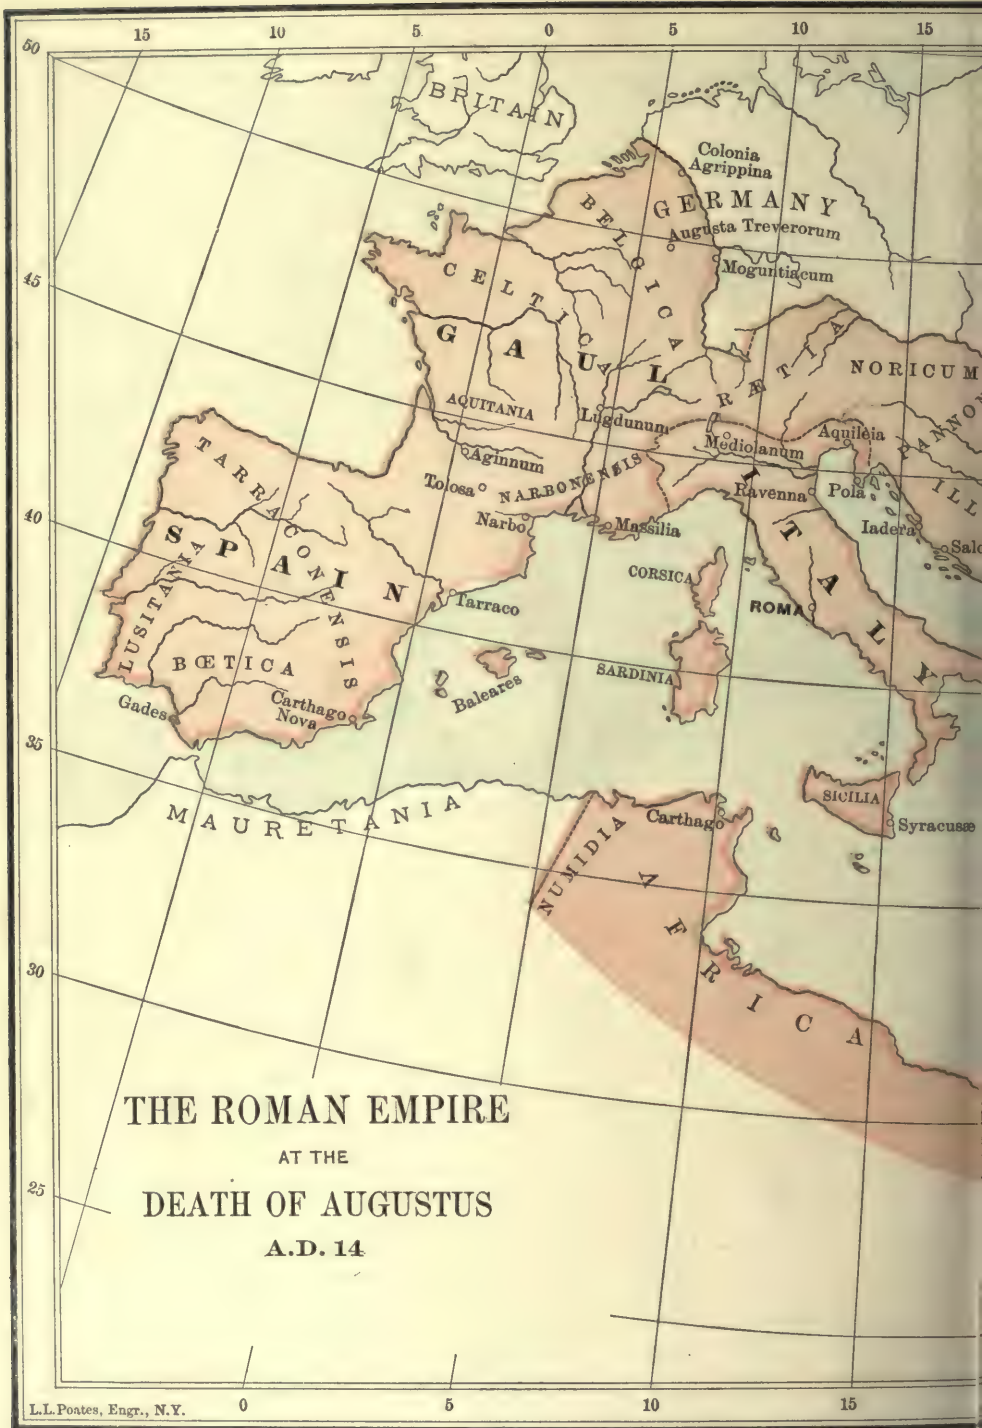 15 10 5 0 5 10 15
50
45
40
35
30
25
BRITAIN
Colonia
Agrippina
GERMANY
BELGICA
Augusta Treverorum
Moguntiacum
CELTICA
GAUL
RÆTIA
NORICUM
AQUITANIA
Lugdunum
Mediolanum
Aquileia
PANNON
ILL
TARRACONENSIS
Aginnum
Tolosa
NARBONENSIS
Ravenna
Pola
Narbo
Massilia
Iadera
Salo
SPAIN
ITALY
LUSITANIA
CORSICA
ROMA
Tarraco
BŒTICA
SARDINIA
Baleares
Gades
Carthago
Nova
MAURETANIA
NUMIDIA
Carthago
SICILIA
Syracusæ
AFRICA
THE ROMAN EMPIRE
AT THE
DEATH OF AUGUSTUS
A.D. 14
L.L.Poates, Engr., N.Y.
0 5 10 15